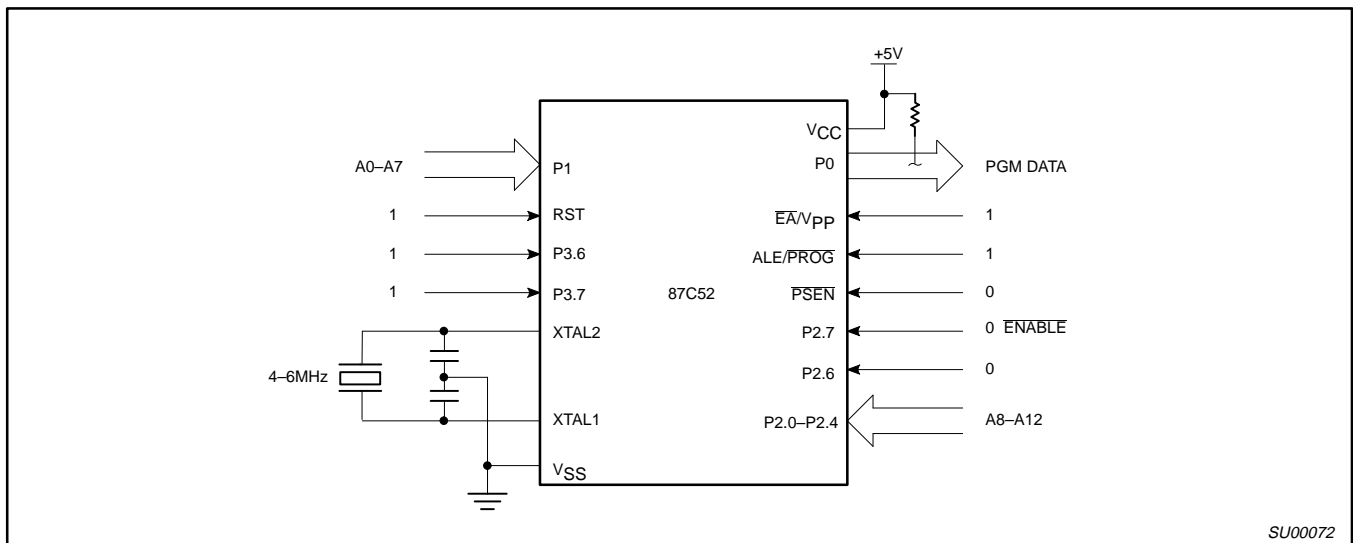 +5V
VCC
P0
PGM DATA
A0–A7
P1
1
RST
EA/VPP
1
1
P3.6
ALE/PROG
1
1
P3.7
87C52
PSEN
0
XTAL2
P2.7
0 ENABLE
4–6MHz
P2.6
0
XTAL1
P2.0–P2.4
A8–A12
VSS
SU00072